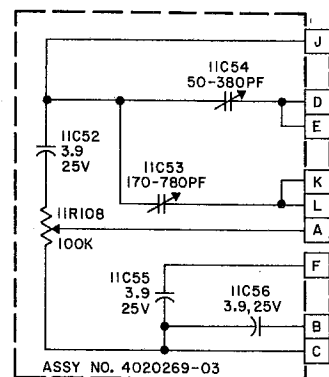 J
11C54
50-380PF
D
E
11C52
3.9
25V
11C53
170-780PF
K
L
11R108
100K
A
F
11C55
3.9
25V
11C56
3.9,25V
B
C
ASSY NO. 4020269-03